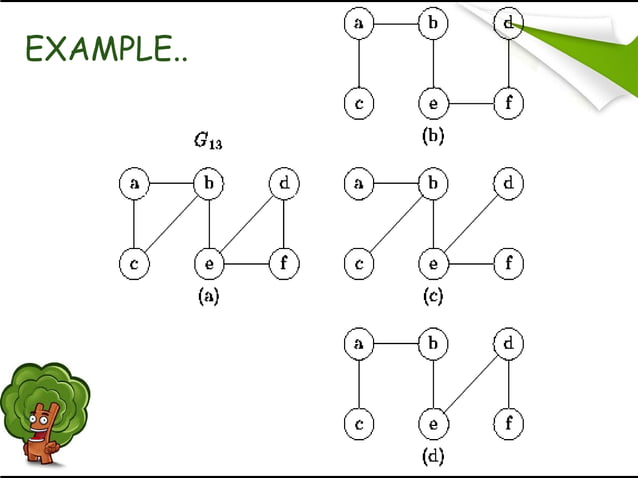 EXAMPLE..
a b d
c e f
(b)
G13
a b d
c e f
(a)
a b d
c e f
(c)
a b d
c e f
(d)